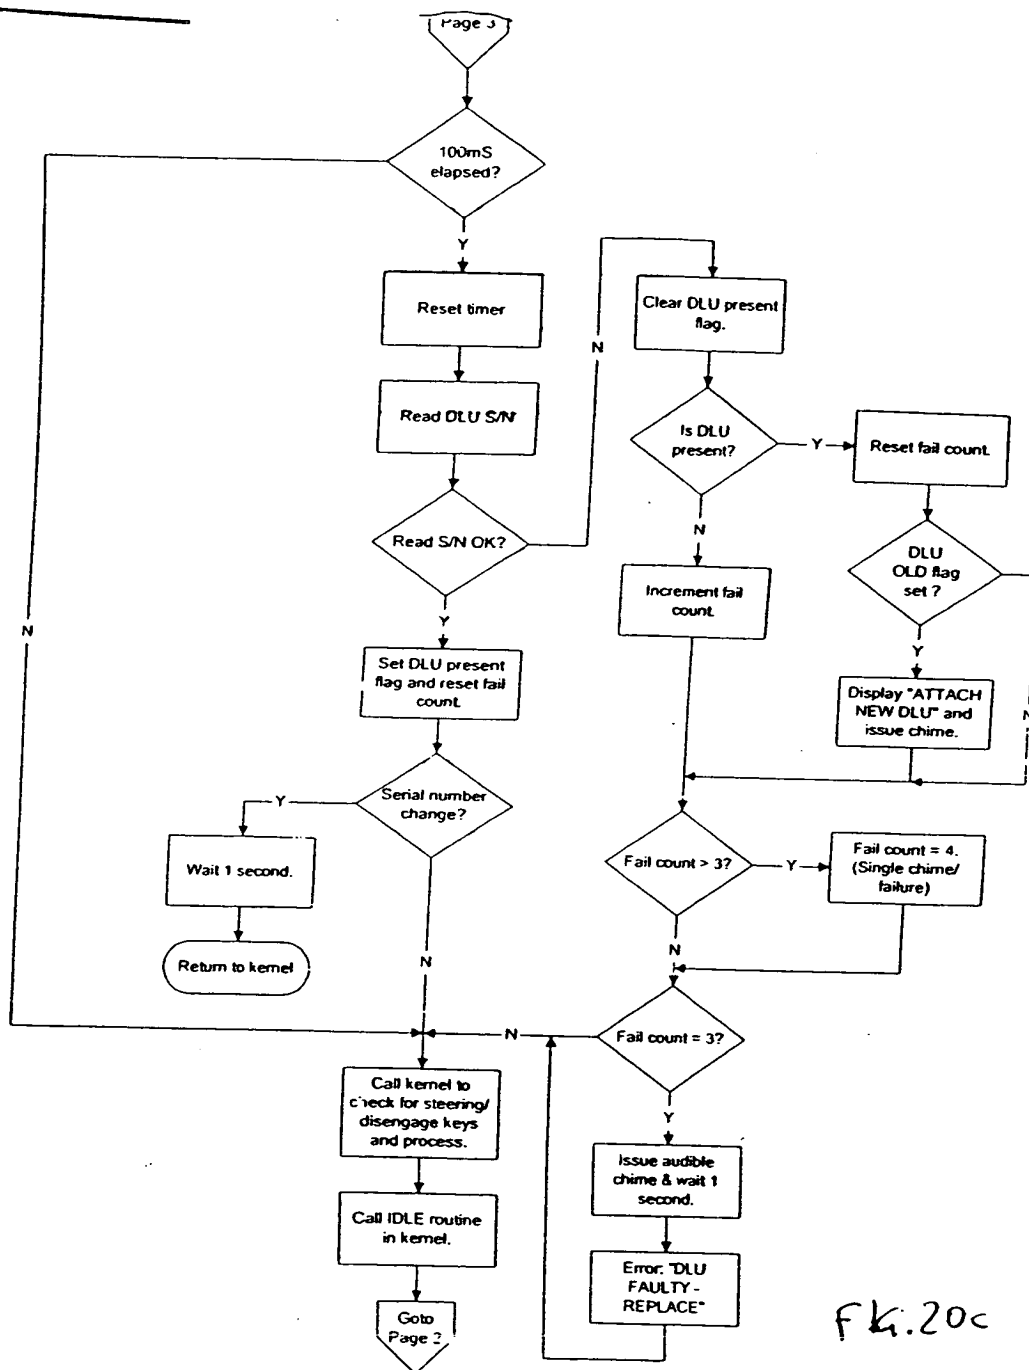 Page 3
100mS
elapsed?
Y
N
Reset timer
Read DLU S/N
Read S/N OK?
N
Y
Set DLU present
flag and reset fail
count.
Serial number
change?
Y
N
Wait 1 second.
Return to kernel
Call kernel to
check for steering/
disengage keys
and process.
Call IDLE routine
in kernel.
Goto
Page 2
Clear DLU present
flag.
Is DLU
present?
Y
N
Reset fail count.
DLU
OLD flag
set ?
Y
N
Display "ATTACH
NEW DLU" and
issue chime.
Increment fail
count.
Fail count > 3?
Y
N
Fail count = 4.
(Single chime/
failure)
Fail count = 3?
N
Y
Issue audible
chime & wait 1
second.
Error: "DLU
FAULTY -
REPLACE"
FIG.20c